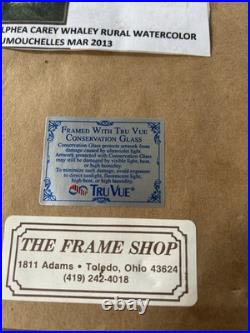 LPHEA CAREY WHALEY RURAL WATERCOLOR
UMOUCHELLES MAR 2013
FRAMED WITH TRU VUE
CONSERVATION GLASS
Conservation Glass protects artwork from
damage caused by ultraviolet light.
Artwork protected with Conservation Glass
may still be damaged by visible light, heat,
or high humidity.
To minimize such damage, avoid exposure
to direct sunlight, fluorescent light,
high heat, or high humidity.
TRU VUE®
THE FRAME SHOP
1811 Adams • Toledo, Ohio 43624
(419) 242-4018